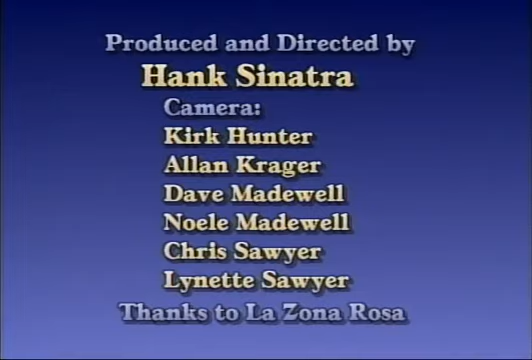 Produced and Directed by
Hank Sinatra
Camera:
Kirk Hunter
Allan Krager
Dave Madewell
Noele Madewell
Chris Sawyer
Lynette Sawyer
Thanks to La Zona Rosa